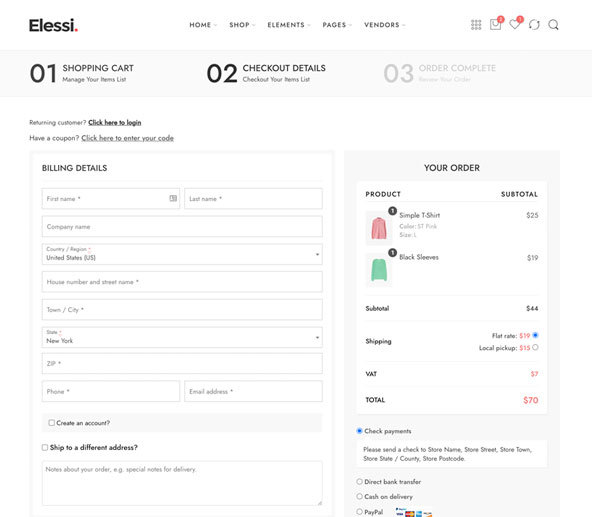 Elessi.
HOME SHOP ELEMENTS PAGES VENDORS
2 1
01 SHOPPING CART
Manage Your Items List
02 CHECKOUT DETAILS
Checkout Your Items List
03 ORDER COMPLETE
Review Your Order
Returning customer? Click here to login
Have a coupon? Click here to enter your code
BILLING DETAILS
First name * Last name *
Company name
Country / Region *
United States (US)
House number and street name *
Town / City *
State *
New York
ZIP *
Phone * Email address *
Create an account?
Ship to a different address?
Notes about your order, e.g. special notes for delivery.
YOUR ORDER
PRODUCT SUBTOTAL
1 Simple T-Shirt $25
Color: ST Pink
Size: L
1 Black Sleeves $19
Subtotal $44
Shipping
Flat rate: $19
Local pickup: $15
VAT $7
TOTAL $70
Check payments
Please send a check to Store Name, Store Street, Store Town,
Store State / County, Store Postcode.
Direct bank transfer
Cash on delivery
PayPal